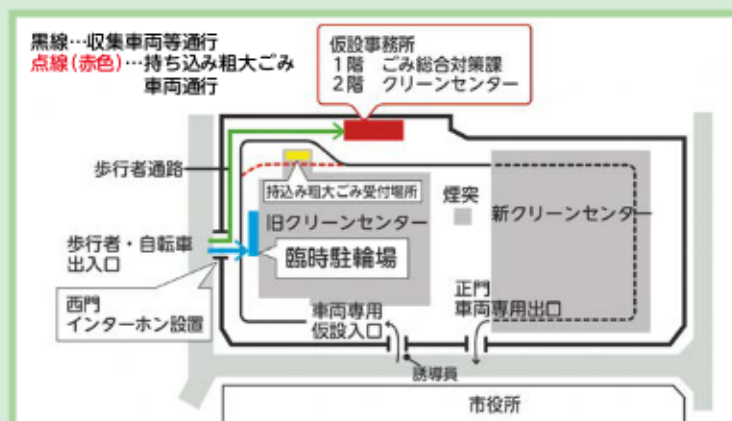 黒線…収集車両等通行
点線(赤色)…持ち込み粗大ごみ
車両通行
仮設事務所
1階 ごみ総合対策課
2階 クリーンセンター
歩行者通路
持込み粗大ごみ受付場所
煙突
旧クリーンセンター
新クリーンセンター
歩行者・自転車
出入口
臨時駐輪場
西門
インターホン設置
車両専用
仮設入口
正門
車両専用出口
誘導員
市役所